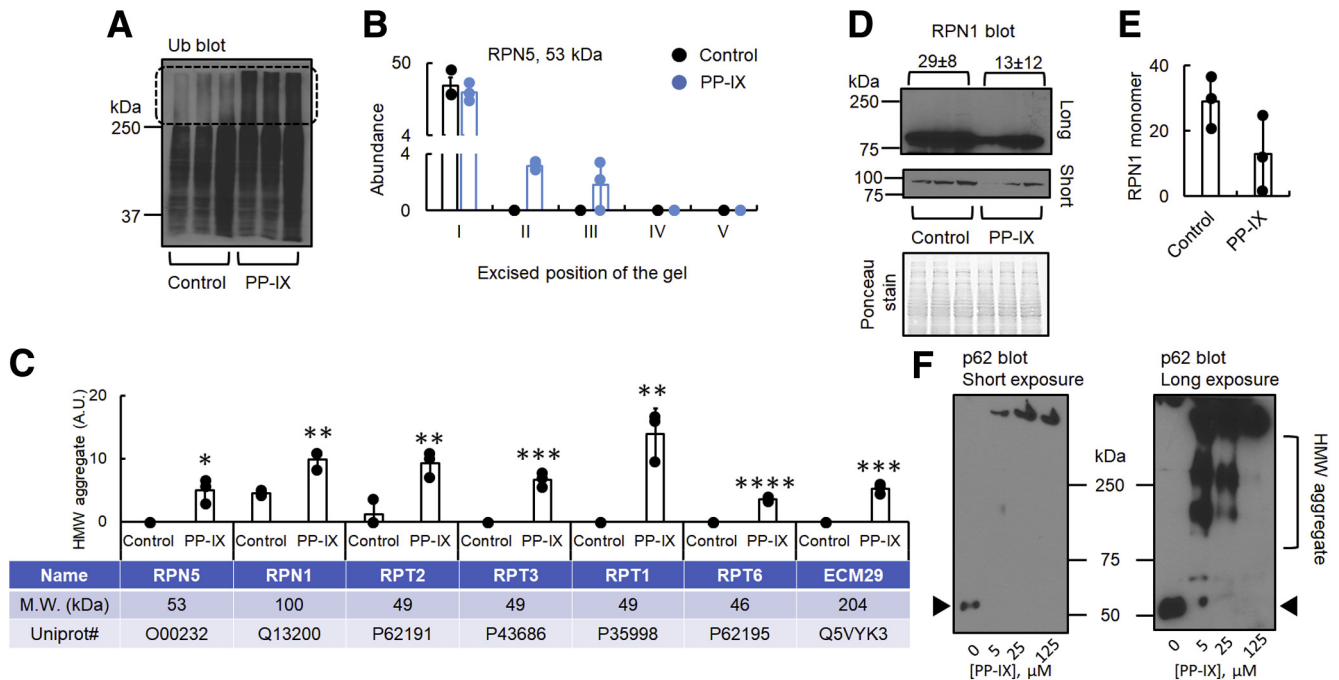 A
Ub blot
kDa
250
37
Control PP-IX
B
RPN5, 53 kDa
Control
PP-IX
Abundance
50
4
4
0
I II III IV V
Excised position of the gel
D
RPN1 blot
29±8 13±12
kDa
250
75
Long
100
75
Short
Control PP-IX
Ponceau
stain
E
RPN1 monomer
40
20
0
Control
PP-IX
C
HMW aggregate (A.U.)
20
10
0
* ** ** *** ** **** ***
Control PP-IX Control PP-IX Control PP-IX Control PP-IX Control PP-IX Control PP-IX Control PP-IX
Name RPN5 RPN1 RPT2 RPT3 RPT1 RPT6 ECM29
M.W. (kDa) 53 100 49 49 49 46 204
Uniprot# O00232 Q13200 P62191 P43686 P35998 P62195 Q5VYK3
F
p62 blot
Short exposure
p62 blot
Long exposure
kDa
250
75
50
HMW aggregate
0 5 25 125
[PP-IX], µM
0 5 25 125
[PP-IX], µM